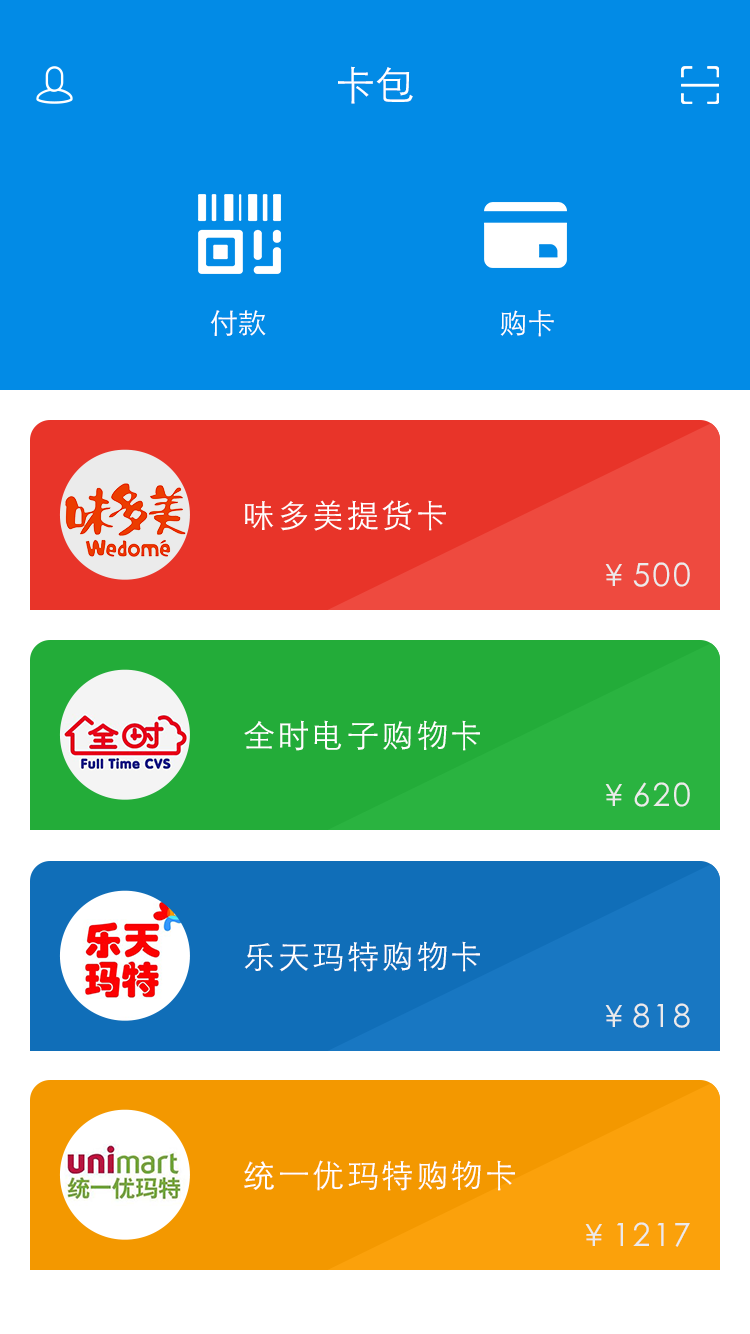 卡包
付款
购卡
味多美
Wedomé
味多美提货卡
¥ 500
全时
Full Time CVS
全时电子购物卡
¥ 620
乐天
玛特
乐天玛特购物卡
¥ 818
unimart
统一优玛特
统一优玛特购物卡
¥ 1217